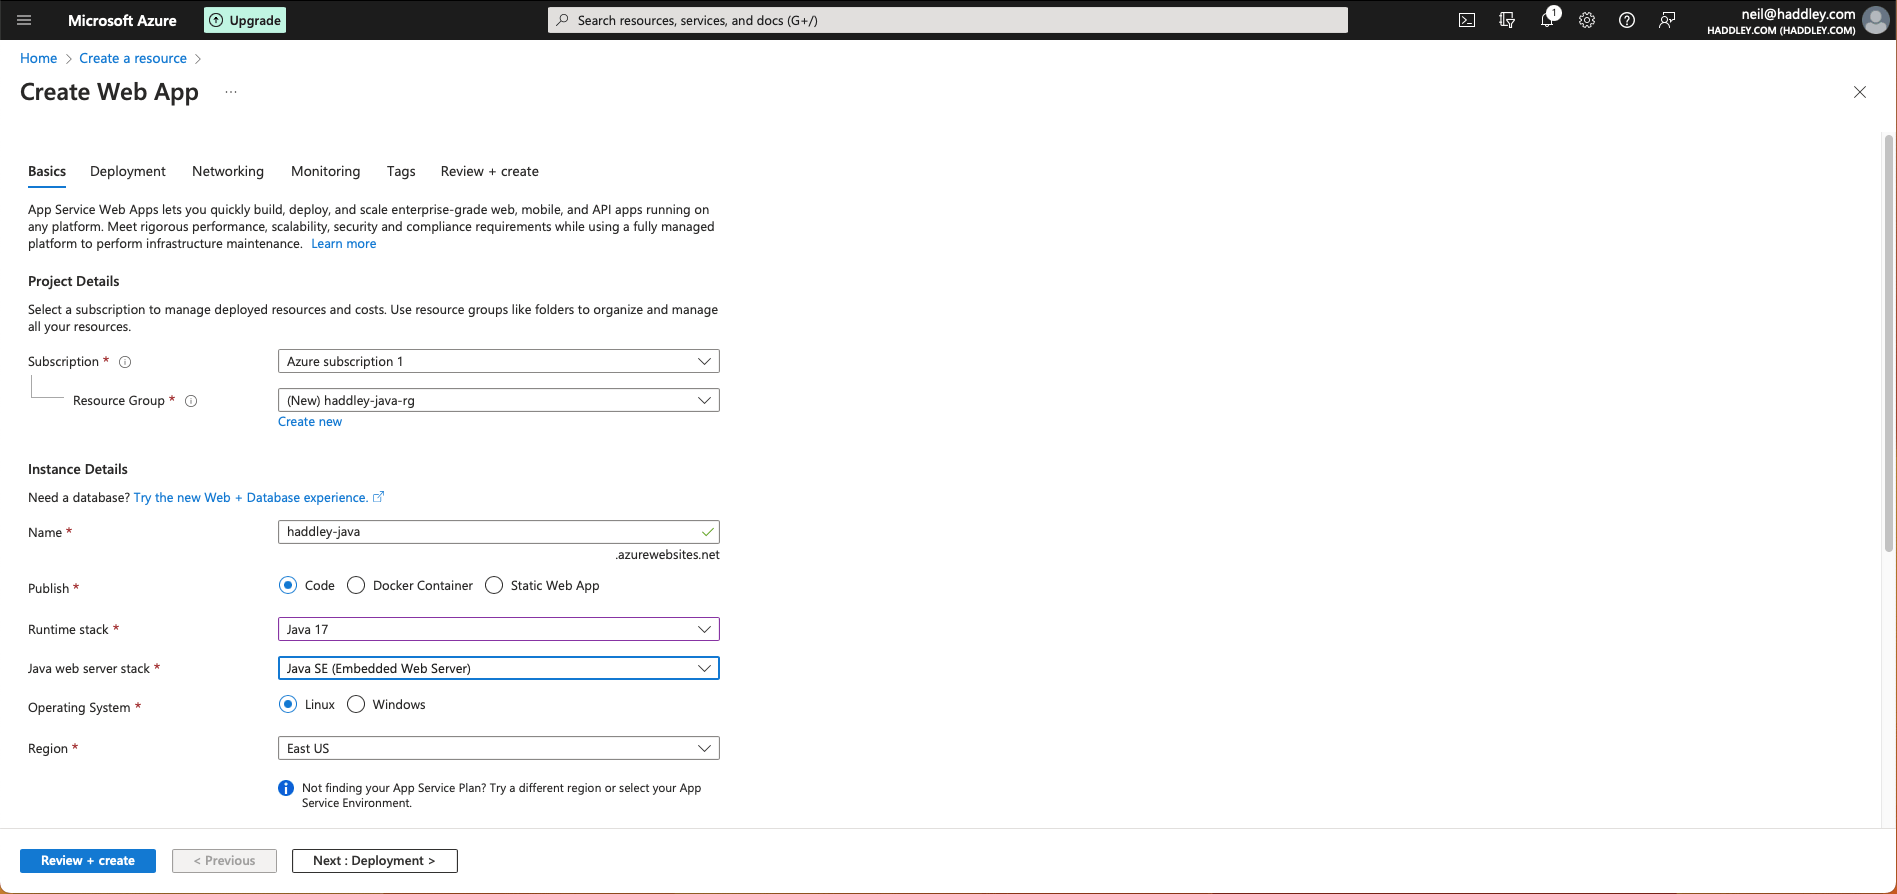 Microsoft Azure
Upgrade
Search resources, services, and docs (G+/)
1
neil@haddley.com
HADDLEY.COM (HADDLEY.COM)
Home > Create a resource >
Create Web App ...
Basics Deployment Networking Monitoring Tags Review + create
App Service Web Apps lets you quickly build, deploy, and scale enterprise-grade web, mobile, and API apps running on
any platform. Meet rigorous performance, scalability, security and compliance requirements while using a fully managed
platform to perform infrastructure maintenance. Learn more
Project Details
Select a subscription to manage deployed resources and costs. Use resource groups like folders to organize and manage
all your resources.
Subscription * Azure subscription 1
Resource Group * (New) haddley-java-rg
Create new
Instance Details
Need a database? Try the new Web + Database experience.
Name * haddley-java
.azurewebsites.net
Publish * Code Docker Container Static Web App
Runtime stack * Java 17
Java web server stack * Java SE (Embedded Web Server)
Operating System * Linux Windows
Region * East US
Not finding your App Service Plan? Try a different region or select your App
Service Environment.
Review + create < Previous Next : Deployment >